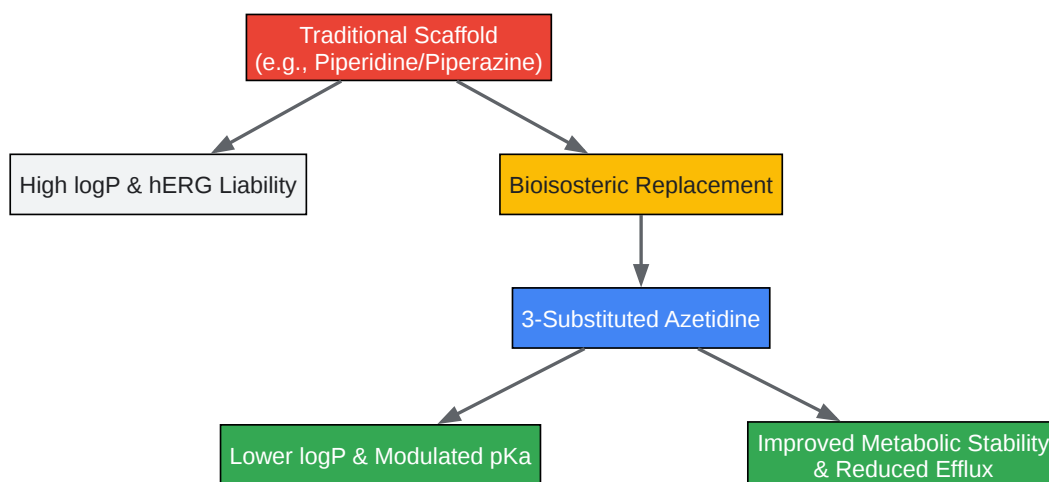 Traditional Scaffold
(e.g., Piperidine/Piperazine)
High logP & hERG Liability
Bioisosteric Replacement
3-Substituted Azetidine
Lower logP & Modulated pKa
Improved Metabolic Stability
& Reduced Efflux